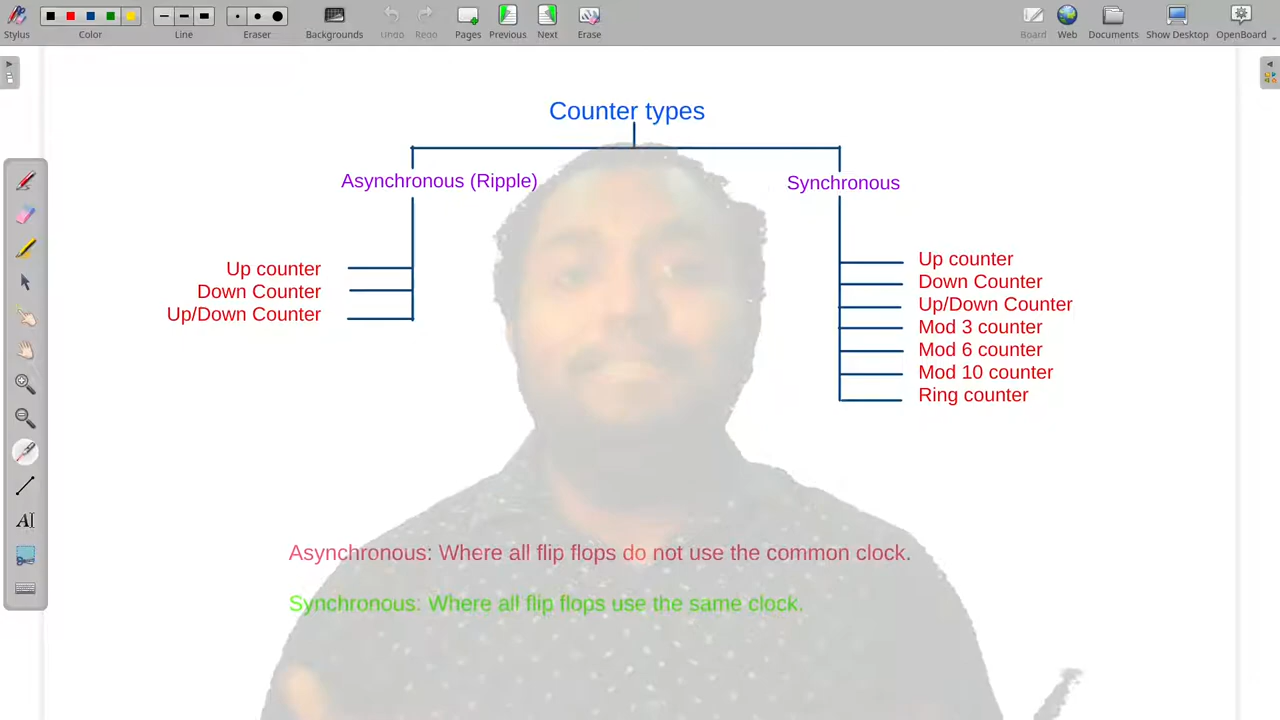 Stylus
Color
Line
Eraser
Backgrounds
Undo
Redo
Pages
Previous
Next
Erase
Board
Web
Documents
Show Desktop
OpenBoard
Counter types
Asynchronous (Ripple)
Synchronous
Up counter
Down Counter
Up/Down Counter
Up counter
Down Counter
Up/Down Counter
Mod 3 counter
Mod 6 counter
Mod 10 counter
Ring counter
AI
Asynchronous: Where all flip flops do not use the common clock.
Synchronous: Where all flip flops use the same clock.